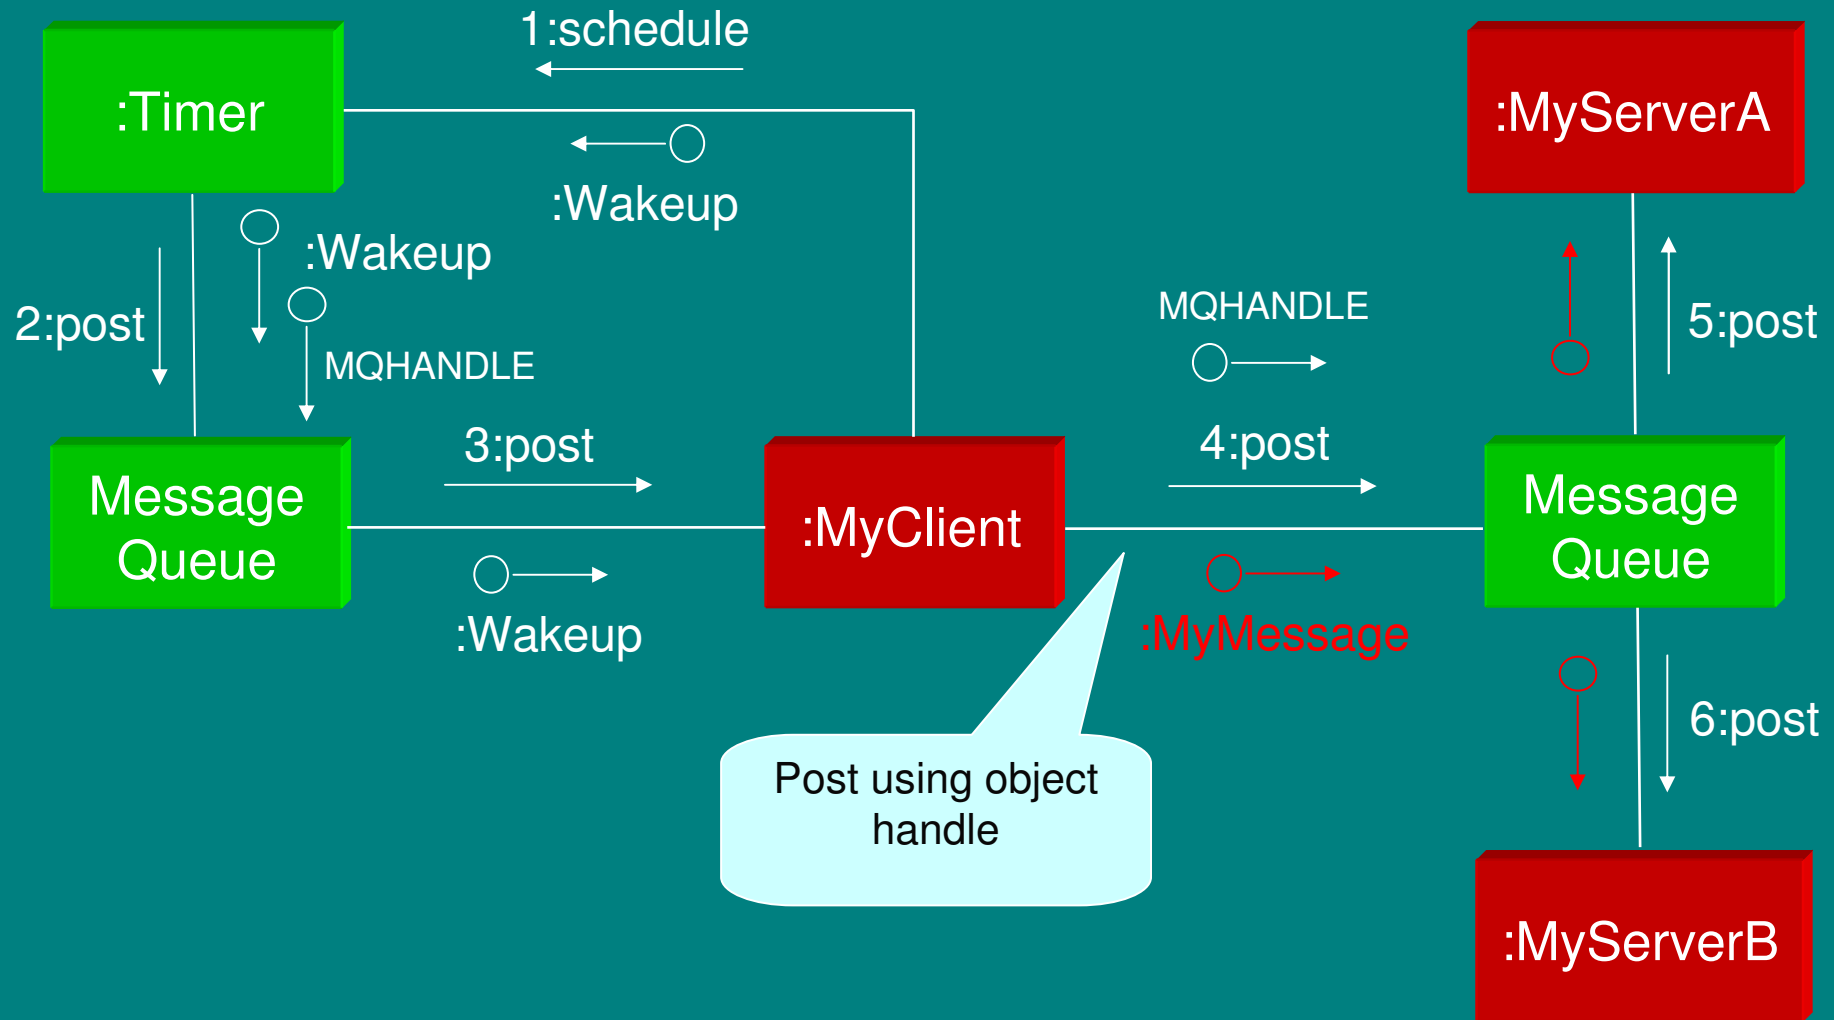 1:schedule
:Timer
:MyServerA
:Wakeup
:Wakeup
2:post
MQHANDLE
MQHANDLE
5:post
3:post
4:post
Message
Queue
:MyClient
Message
Queue
:Wakeup
:MyMessage
Post using object
handle
6:post
:MyServerB